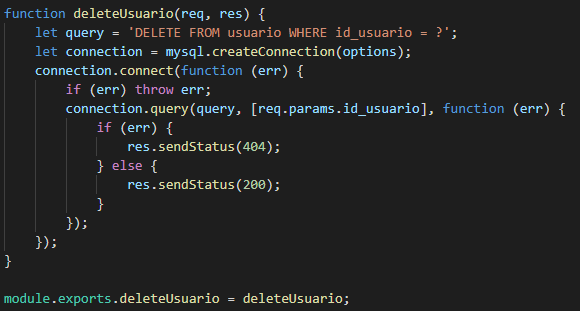 function deleteUsuario(req, res) {
    let query = 'DELETE FROM usuario WHERE id_usuario = ?';
    let connection = mysql.createConnection(options);
    connection.connect(function (err) {
        if (err) throw err;
        connection.query(query, [req.params.id_usuario], function (err) {
            if (err) {
                res.sendStatus(404);
            } else {
                res.sendStatus(200);
            }
        });
    });
}

module.exports.deleteUsuario = deleteUsuario;